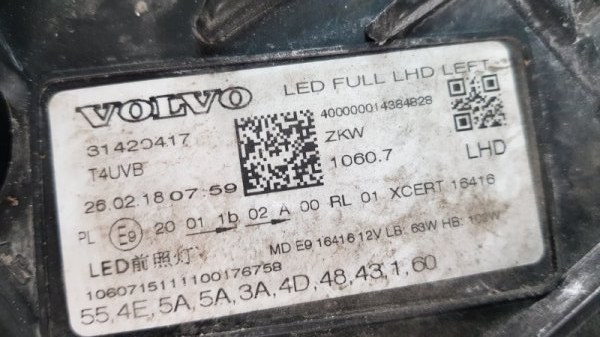 VOLVO
LED FULL LHD LEFT
31420417
400000014384828
T4UVB
ZKW
1060.7
LHD
26.02.18 07:59
PL E9 20 01 1b 02 A 00 RL 01 XCERT 16416
LED前照灯
MD E9 16416 12V LB: 63W HB:
1060715111100176758
55,4E,5A,5A,3A,4D,48,43,1,60